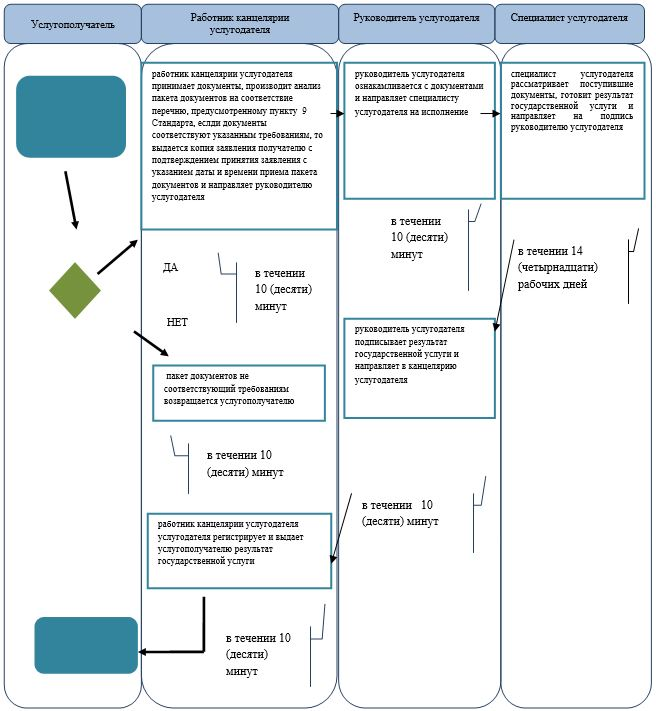 Услугополучатель
Работник канцелярии
услугодателя
Руководитель услугодателя
Специалист услугодателя
работник канцелярии услугодателя
принимает документы, производит анализ
пакета документов на соответствие
перечню, предусмотренному пункту 9
Стандарта, еслди документы
соответствуют указанным требованиям, то
выдается копия заявления получателю с
подтверждением принятия заявления с
указанием даты и времени приема пакета
документов и направляет руководителю
услугодателя
руководитель услугодателя
ознакамливается с документами
и направляет специалисту
услугодателя на исполнение
специалист услугодателя
рассматривает поступившие
документы, готовит результат
государственной услуги и
направляет на подпись
руководителю услугодателя
в течении
10 (десяти)
минут
в течении 14
(четырнадцати)
рабочих дней
ДА
в течении
10 (десяти)
минут
НЕТ
руководитель услугодателя
подписывает результат
государственной услуги и
направляет в канцелярию
услугодателя
пакет документов не
соответствующий требованиям
возвращается услугополучателю
в течении 10
(десяти) минут
в течении 10
(десяти) минут
работник канцелярии услугодателя
услугодателя регистрирует и выдает
услугополучателю результат
государственной услуги
в течении 10
(десяти)
минут